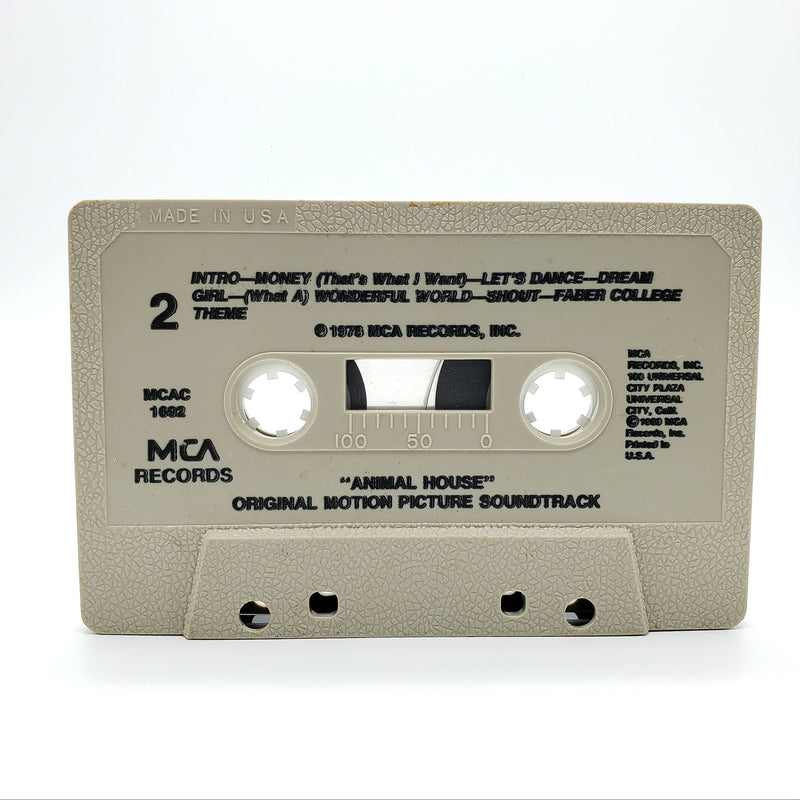 MADE IN USA
2
INTRO—MONEY (That's What I Want)—LET'S DANCE—DREAM
GIRL—(What A) WONDERFUL WORLD—SHOUT—FABER COLLEGE
THEME
℗ 1978 MCA RECORDS, INC.
MCAC
1692
MCA
RECORDS
100 50 0
MCA
RECORDS, INC.
100 UNIVERSAL
CITY PLAZA
UNIVERSAL
CITY, Calif.
MCA
Records, Inc.
Printed in
U.S.A.
"ANIMAL HOUSE"
ORIGINAL MOTION PICTURE SOUNDTRACK